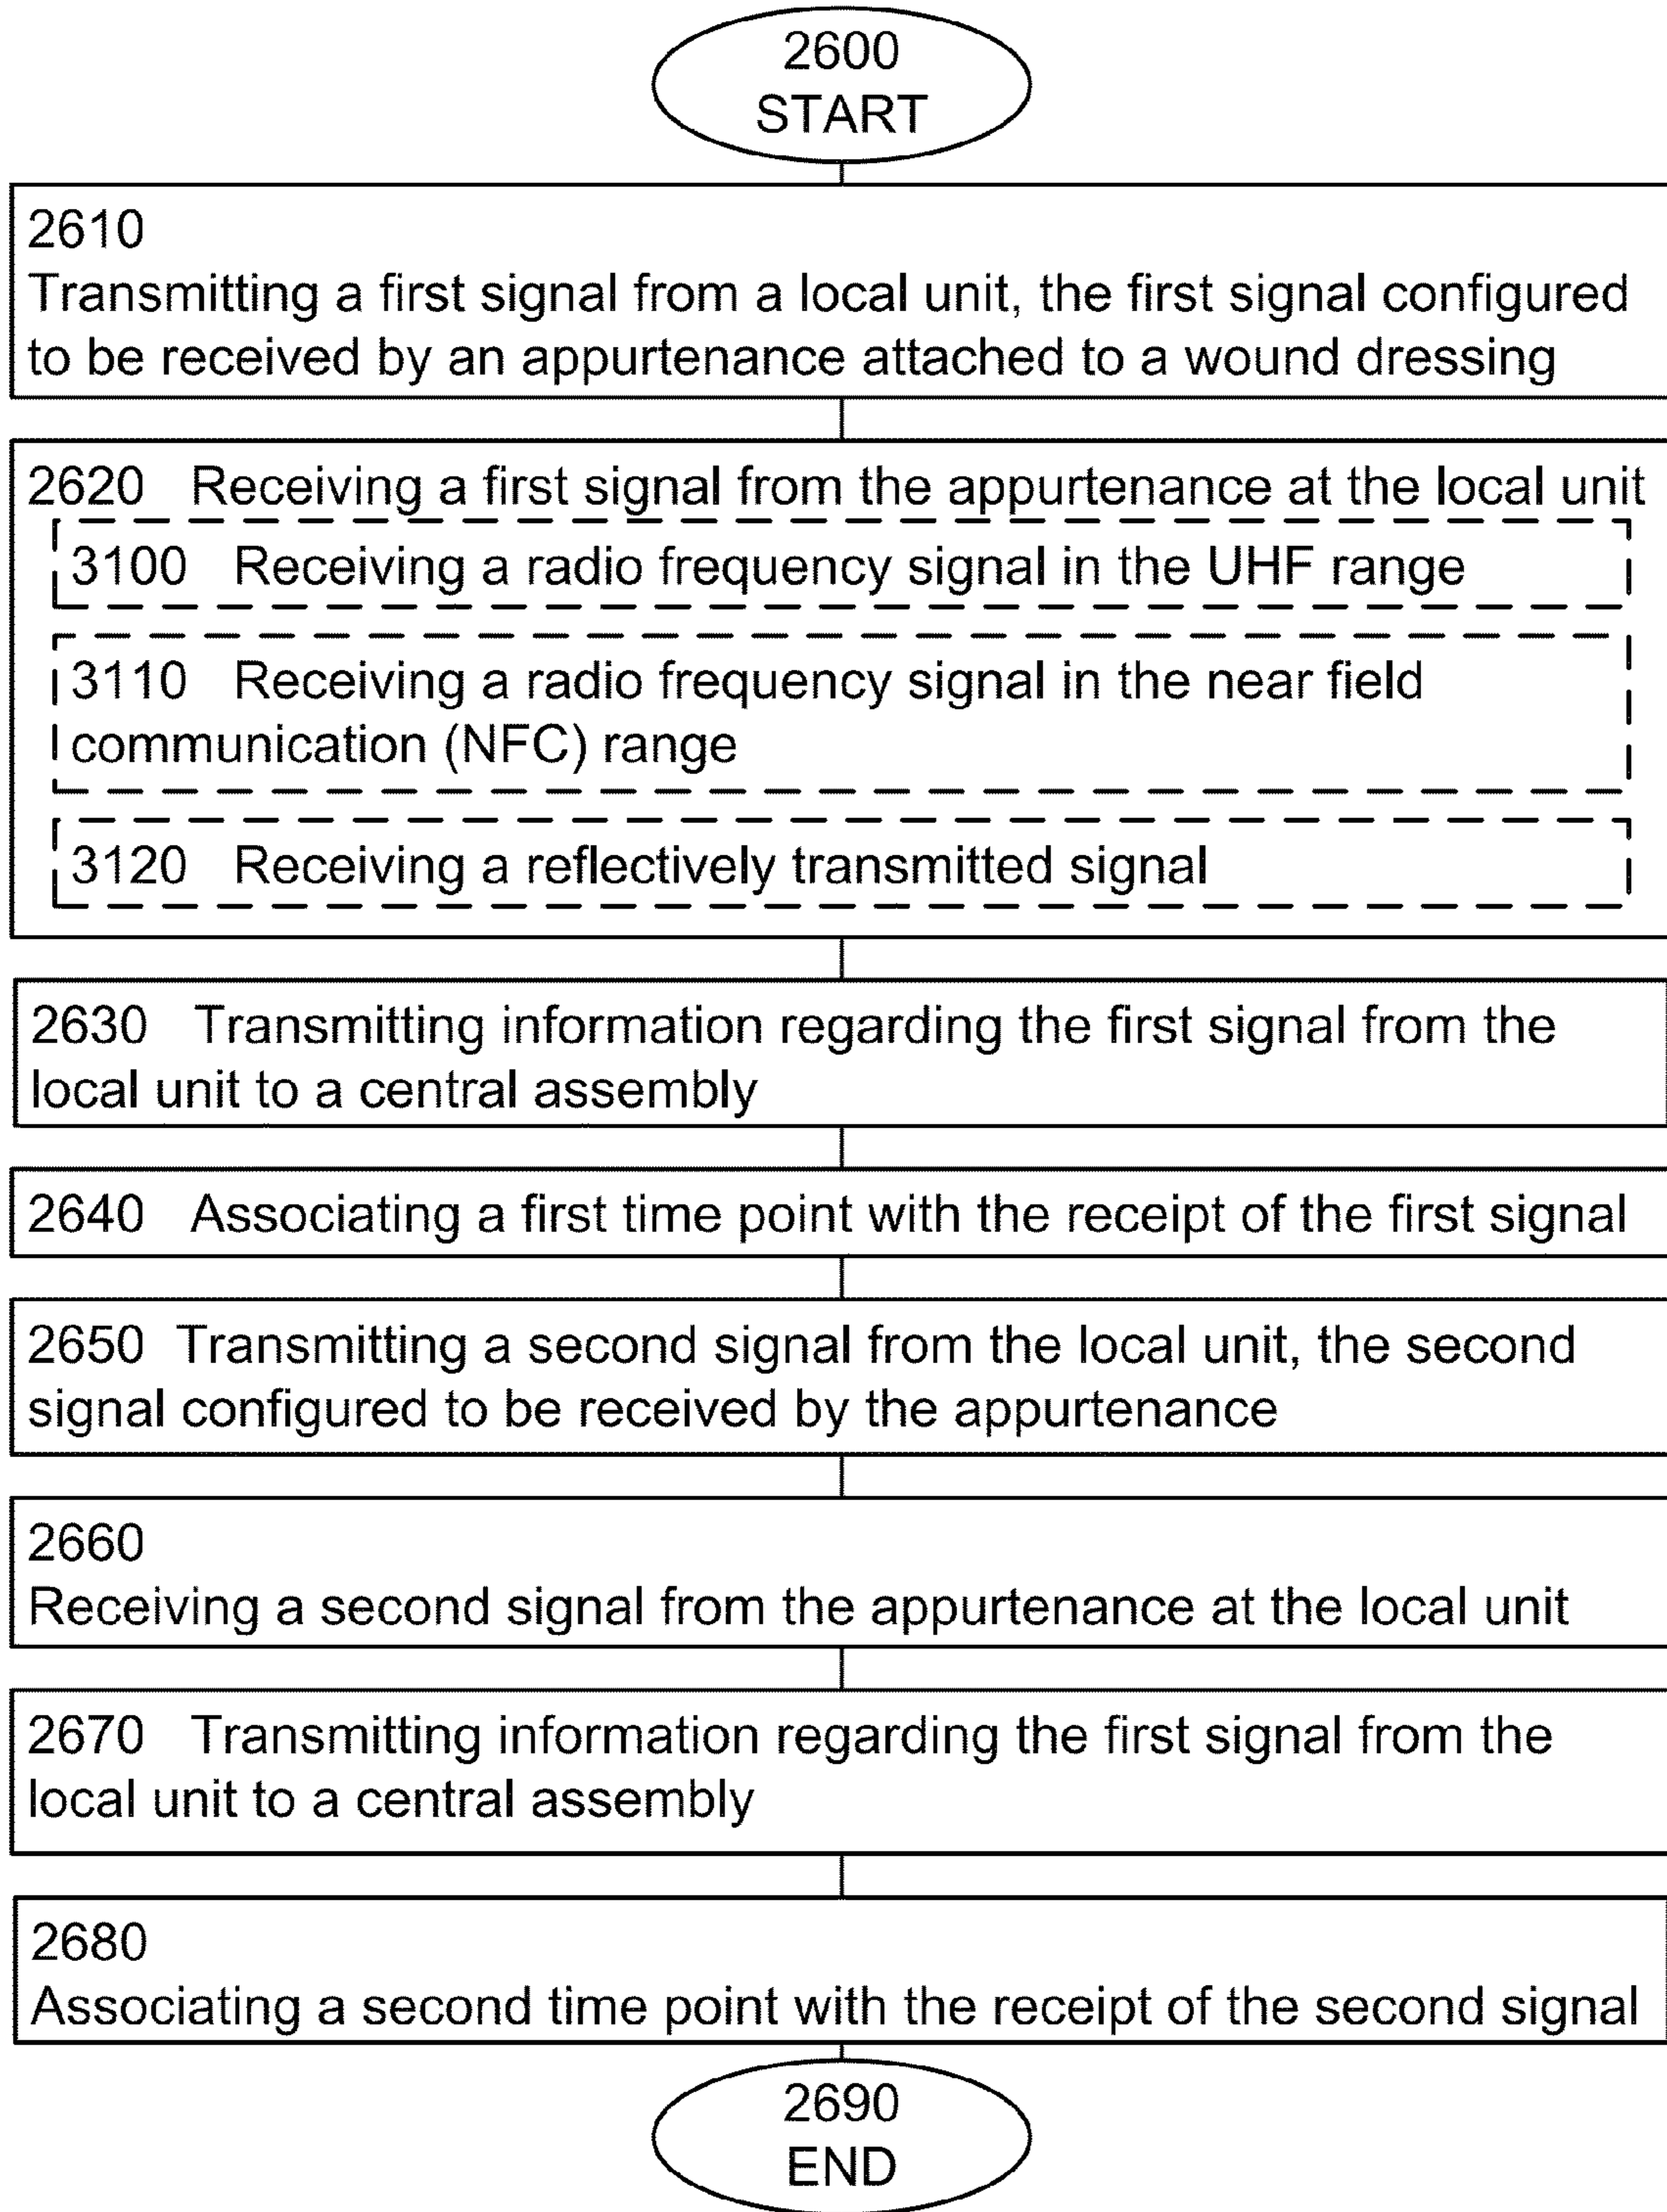 2600
START
2610
Transmitting a first signal from a local unit, the first signal configured
to be received by an appurtenance attached to a wound dressing
2620 Receiving a first signal from the appurtenance at the local unit
3100 Receiving a radio frequency signal in the UHF range
3110 Receiving a radio frequency signal in the near field
communication (NFC) range
3120 Receiving a reflectively transmitted signal
2630 Transmitting information regarding the first signal from the
local unit to a central assembly
2640 Associating a first time point with the receipt of the first signal
2650 Transmitting a second signal from the local unit, the second
signal configured to be received by the appurtenance
2660
Receiving a second signal from the appurtenance at the local unit
2670 Transmitting information regarding the first signal from the
local unit to a central assembly
2680
Associating a second time point with the receipt of the second signal
2690
END